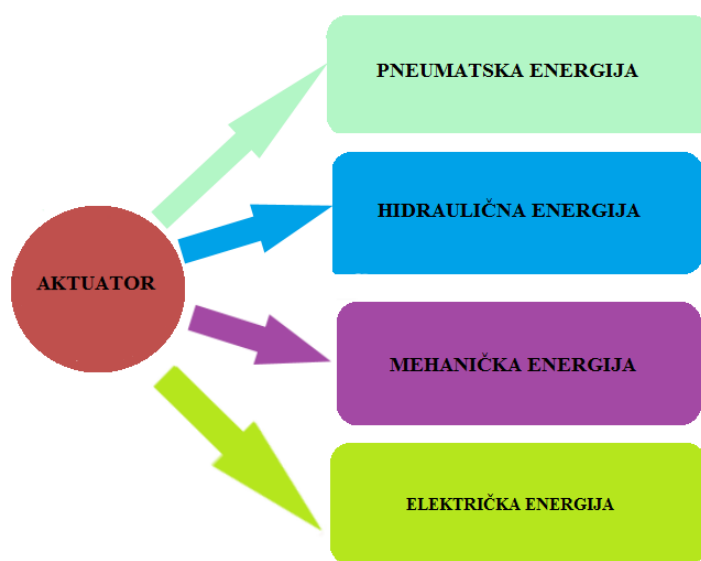 PNEUMATSKA ENERGIJA
HIDRAULIČNA ENERGIJA
AKTUATOR
MEHANIČKA ENERGIJA
ELEKTRIČKA ENERGIJA